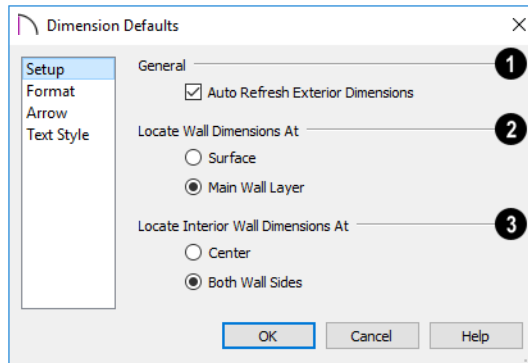 Dimension Defaults
Setup
Format
Arrow
Text Style
General 1
Auto Refresh Exterior Dimensions
Locate Wall Dimensions At 2
Surface
Main Wall Layer
Locate Interior Wall Dimensions At 3
Center
Both Wall Sides
OK Cancel Help